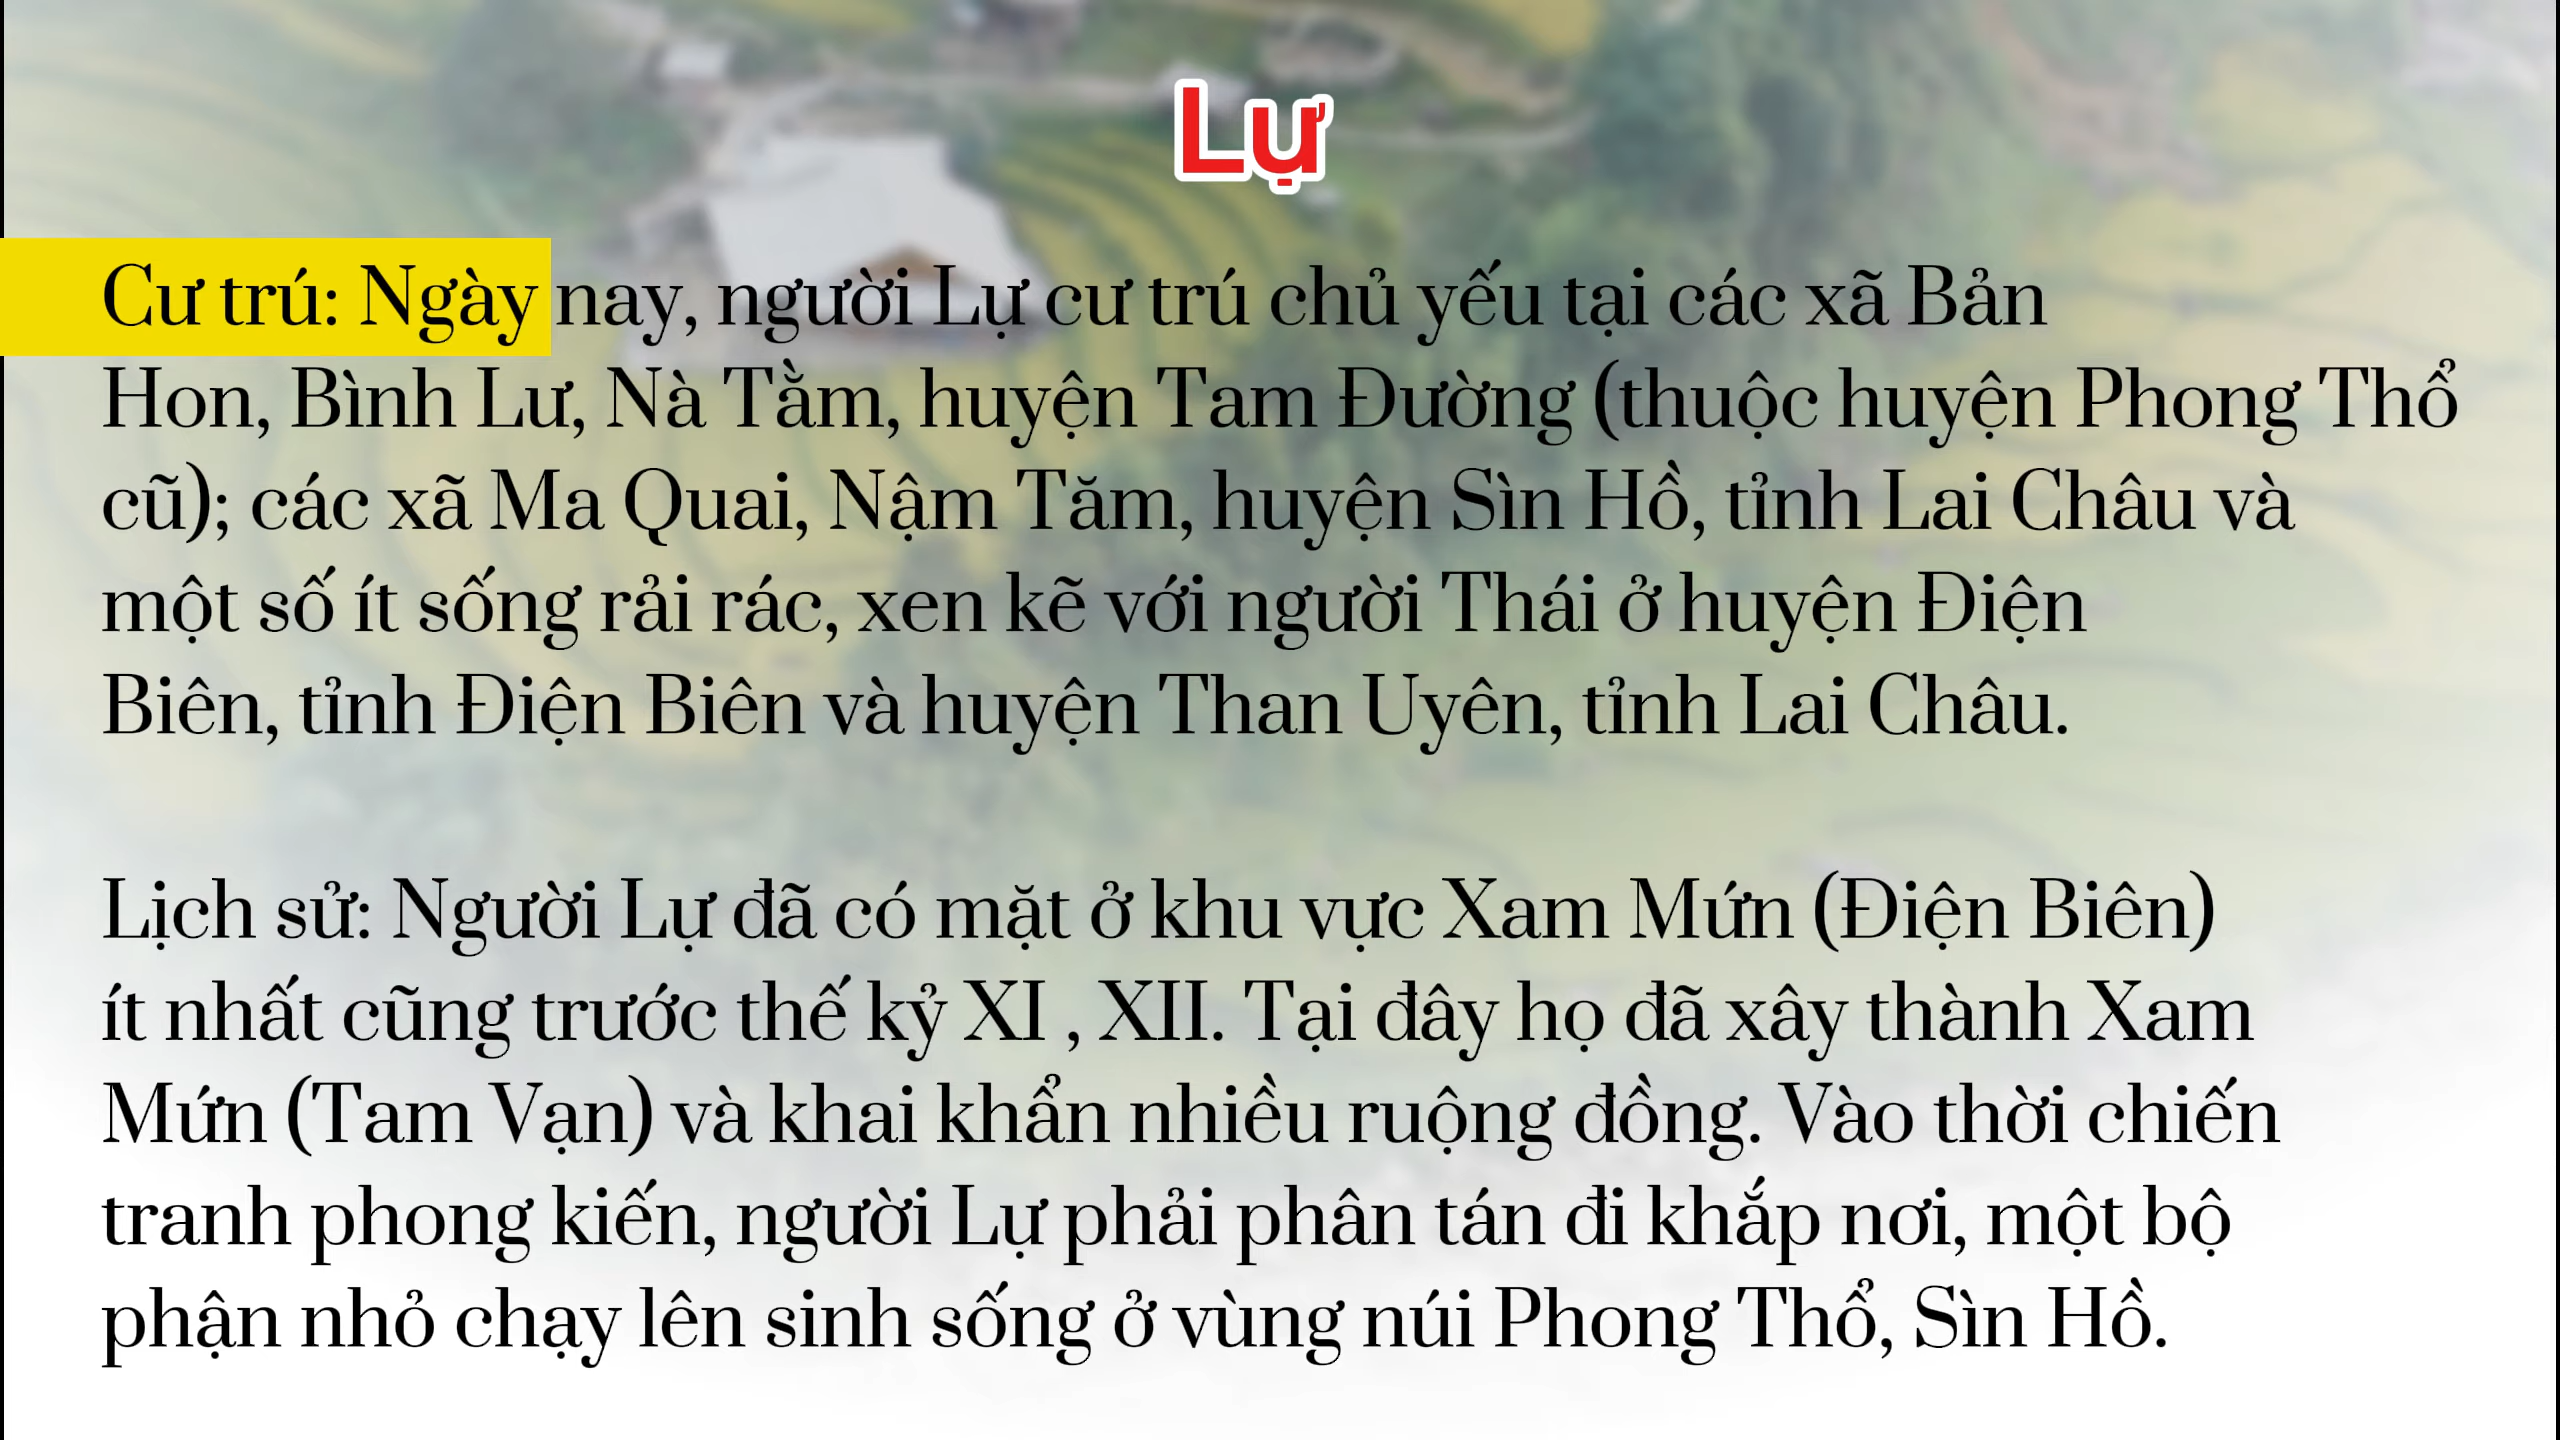 Lự
Cư trú: Ngày nay, người Lự cư trú chủ yếu tại các xã Bản
Hon, Bình Lư, Nà Tằm, huyện Tam Đường (thuộc huyện Phong Thổ
cũ); các xã Ma Quai, Nậm Tăm, huyện Sìn Hồ, tỉnh Lai Châu và
một số ít sống rải rác, xen kẽ với người Thái ở huyện Điện
Biên, tỉnh Điện Biên và huyện Than Uyên, tỉnh Lai Châu.
Lịch sử: Người Lự đã có mặt ở khu vực Xam Mứn (Điện Biên)
ít nhất cũng trước thế kỷ XI , XII. Tại đây họ đã xây thành Xam
Mứn (Tam Vạn) và khai khẩn nhiều ruộng đồng. Vào thời chiến
tranh phong kiến, người Lự phải phân tán đi khắp nơi, một bộ
phận nhỏ chạy lên sinh sống ở vùng núi Phong Thổ, Sìn Hồ.